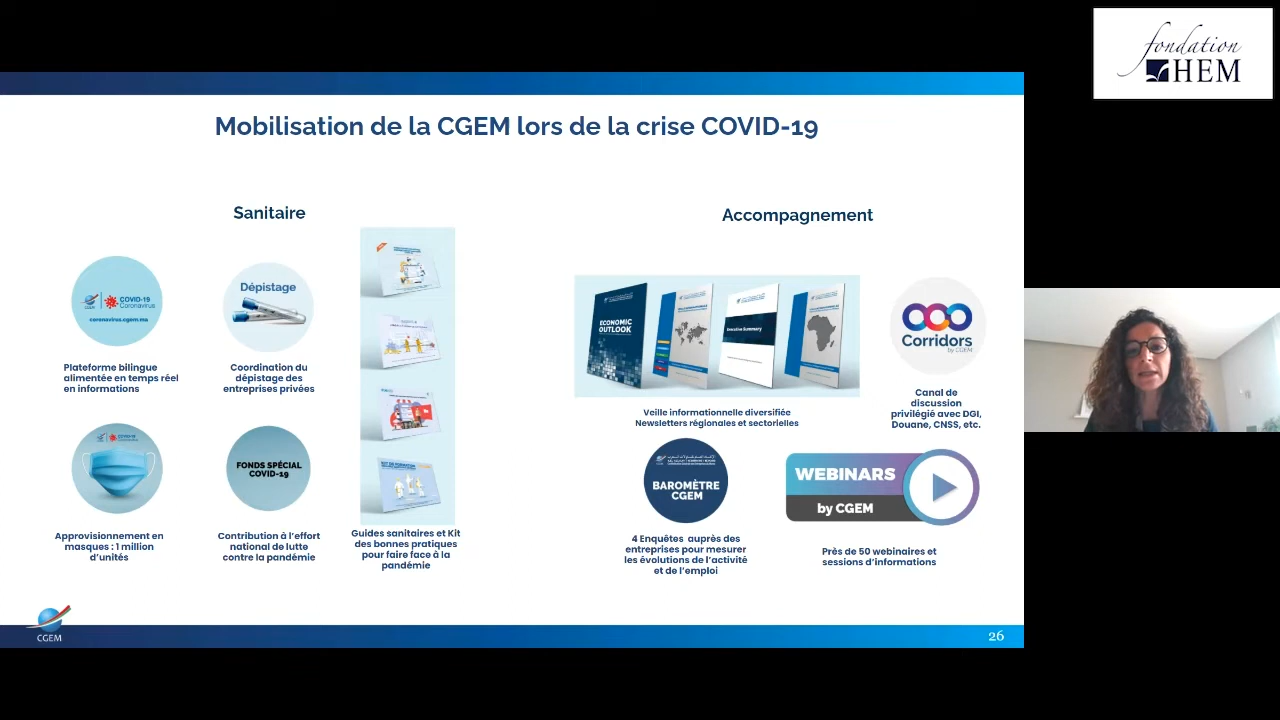 fondation
HEM
Mobilisation de la CGEM lors de la crise COVID-19
Sanitaire
CGEM
COVID-19
Coronavirus
coronavirus.cgem.ma
Plateforme bilingue
alimentée en temps réel
en informations
Dépistage
Coordination du
dépistage des
entreprises privées
COVID-19
Approvisionnement en
masques : 1 million
d'unités
FONDS SPÉCIAL
COVID-19
Contribution à l'effort
national de lutte
contre la pandémie
KIT DE FORMATION
Guides sanitaires et Kit
des bonnes pratiques
pour faire face à la
pandémie
Accompagnement
ECONOMIC
OUTLOOK
Executive Summary
Veille informationnelle diversifiée
Newsletters régionales et sectorielles
Corridors
by CGEM
Canal de
discussion
privilégié avec DGI,
Douane, CNSS, etc.
BAROMÈTRE
CGEM
4 Enquêtes auprès des
entreprises pour mesurer
les évolutions de l'activité
et de l'emploi
WEBINARS
by CGEM
Près de 50 webinaires et
sessions d'informations
CGEM
26